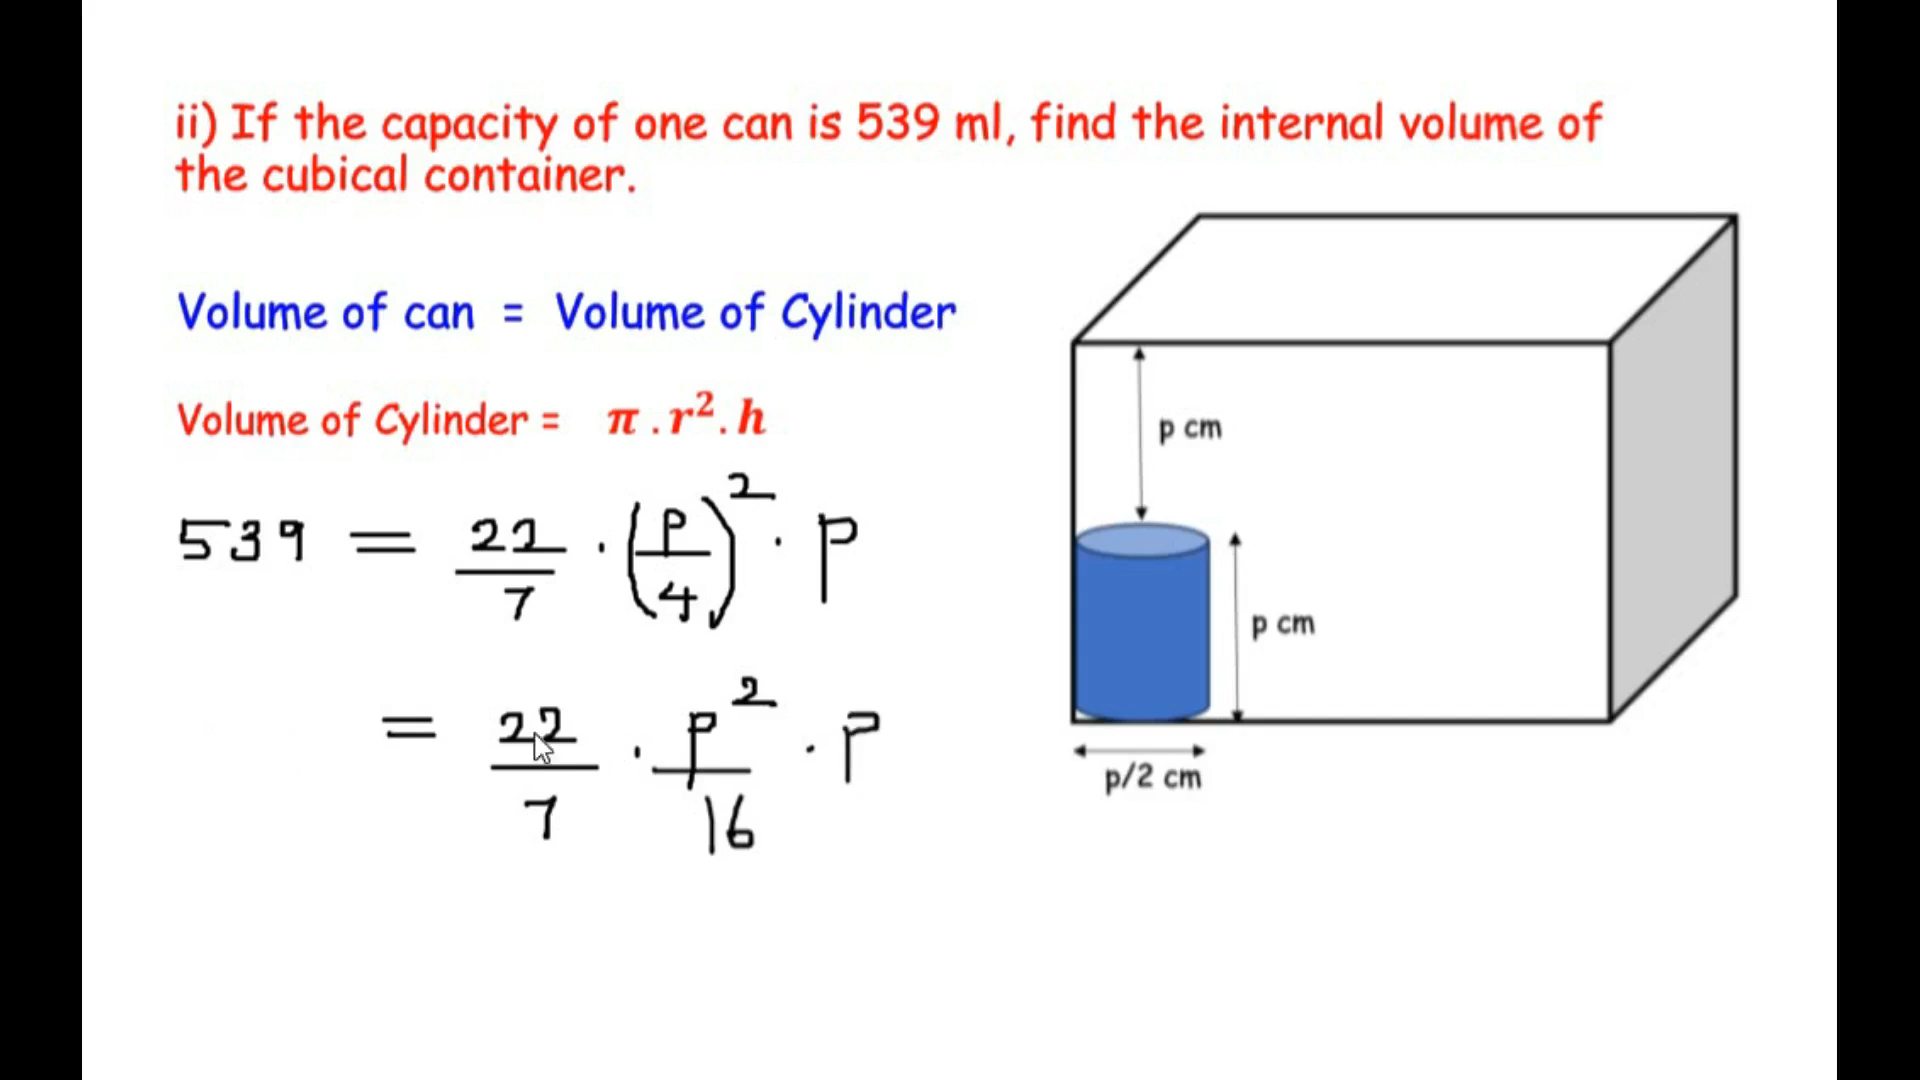 ii) If the capacity of one can is 539 ml, find the internal volume of
the cubical container.
Volume of can = Volume of Cylinder
Volume of Cylinder = π . r². h
539 = 22/7 · (P/4)² · P
= 22/7 · P²/16 · P
p cm
p cm
p/2 cm